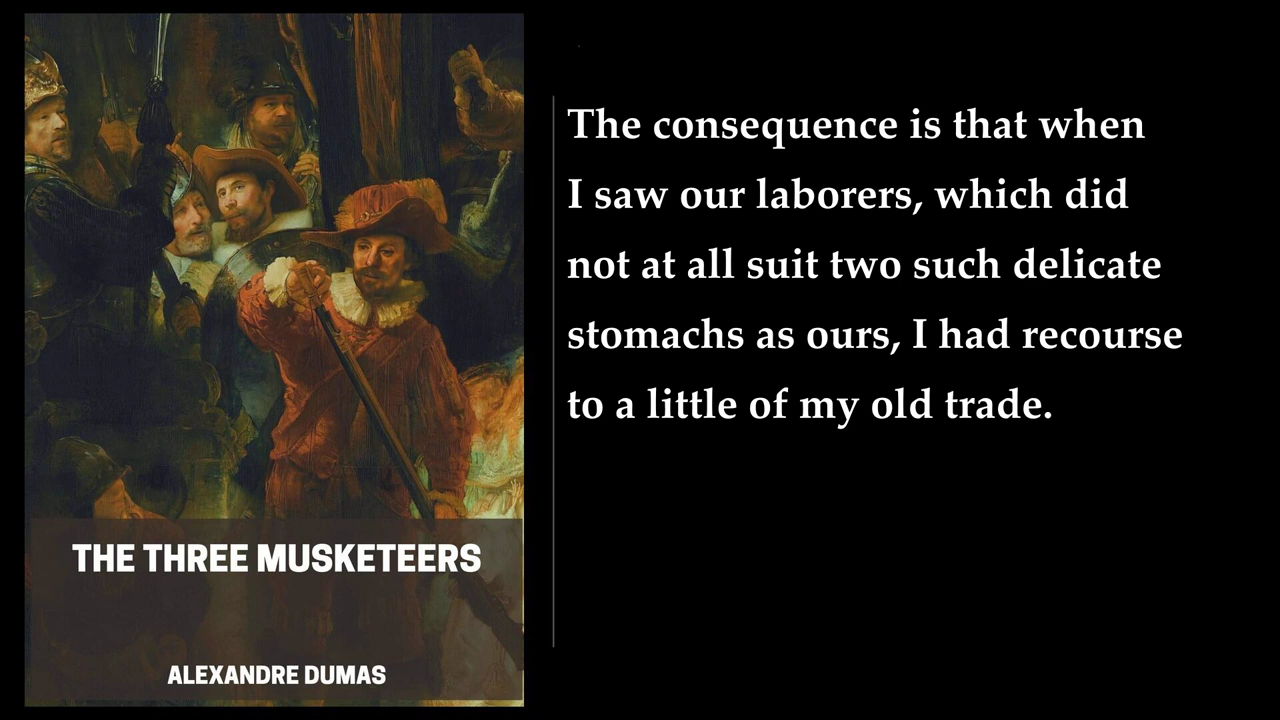 THE THREE MUSKETEERS
ALEXANDRE DUMAS
The consequence is that when
I saw our laborers, which did
not at all suit two such delicate
stomachs as ours, I had recourse
to a little of my old trade.